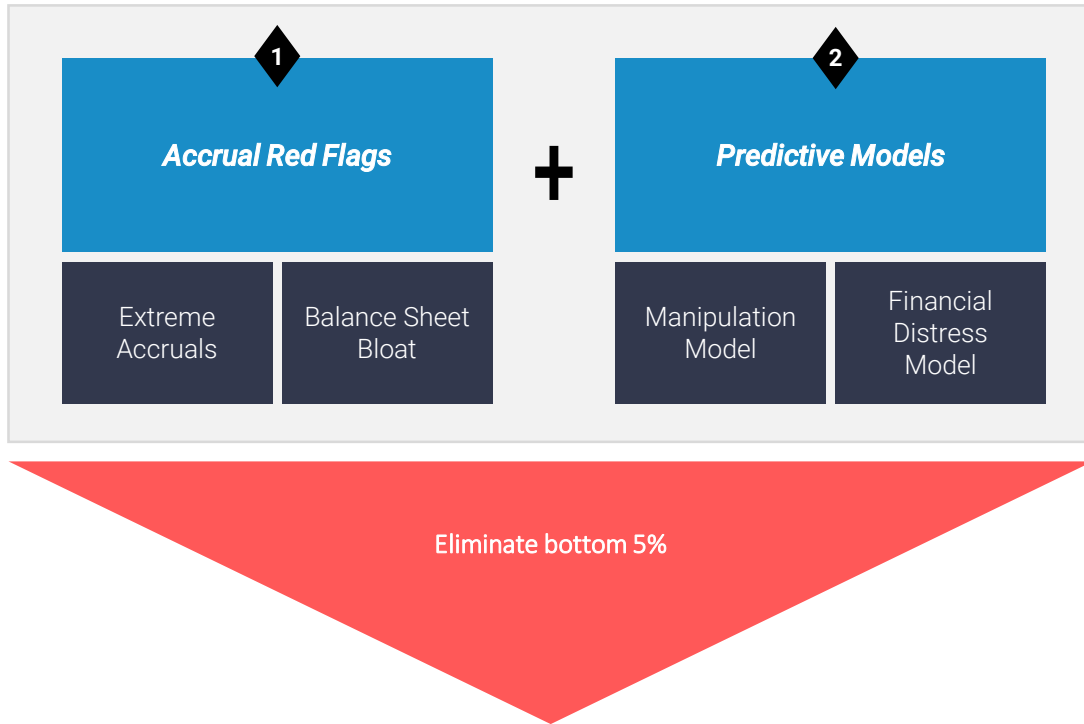 1
Accrual Red Flags
Extreme
Accruals
Balance Sheet
Bloat
+
2
Predictive Models
Manipulation
Model
Financial
Distress
Model
Eliminate bottom 5%